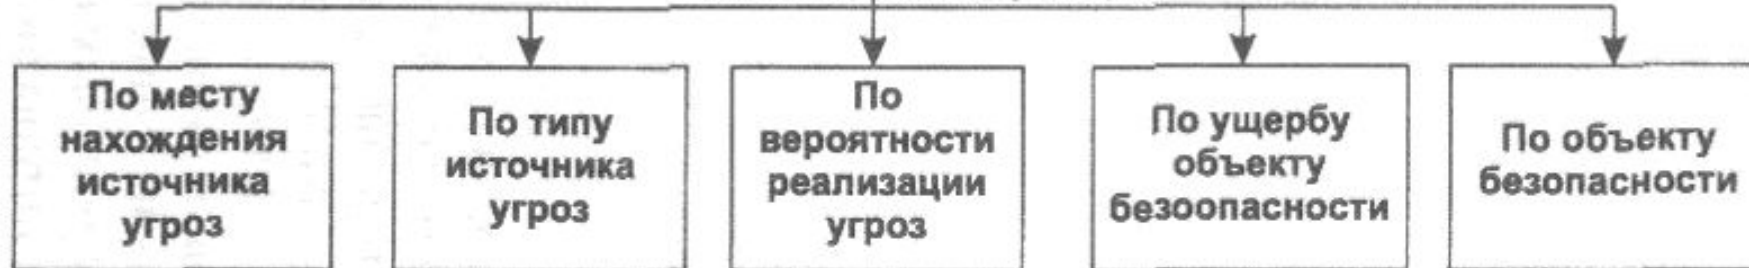 По месту
нахождения
источника
угроз
По типу
источника
угроз
По
вероятности
реализации
угроз
По ущербу
объекту
безоопасности
По объекту
безопасности